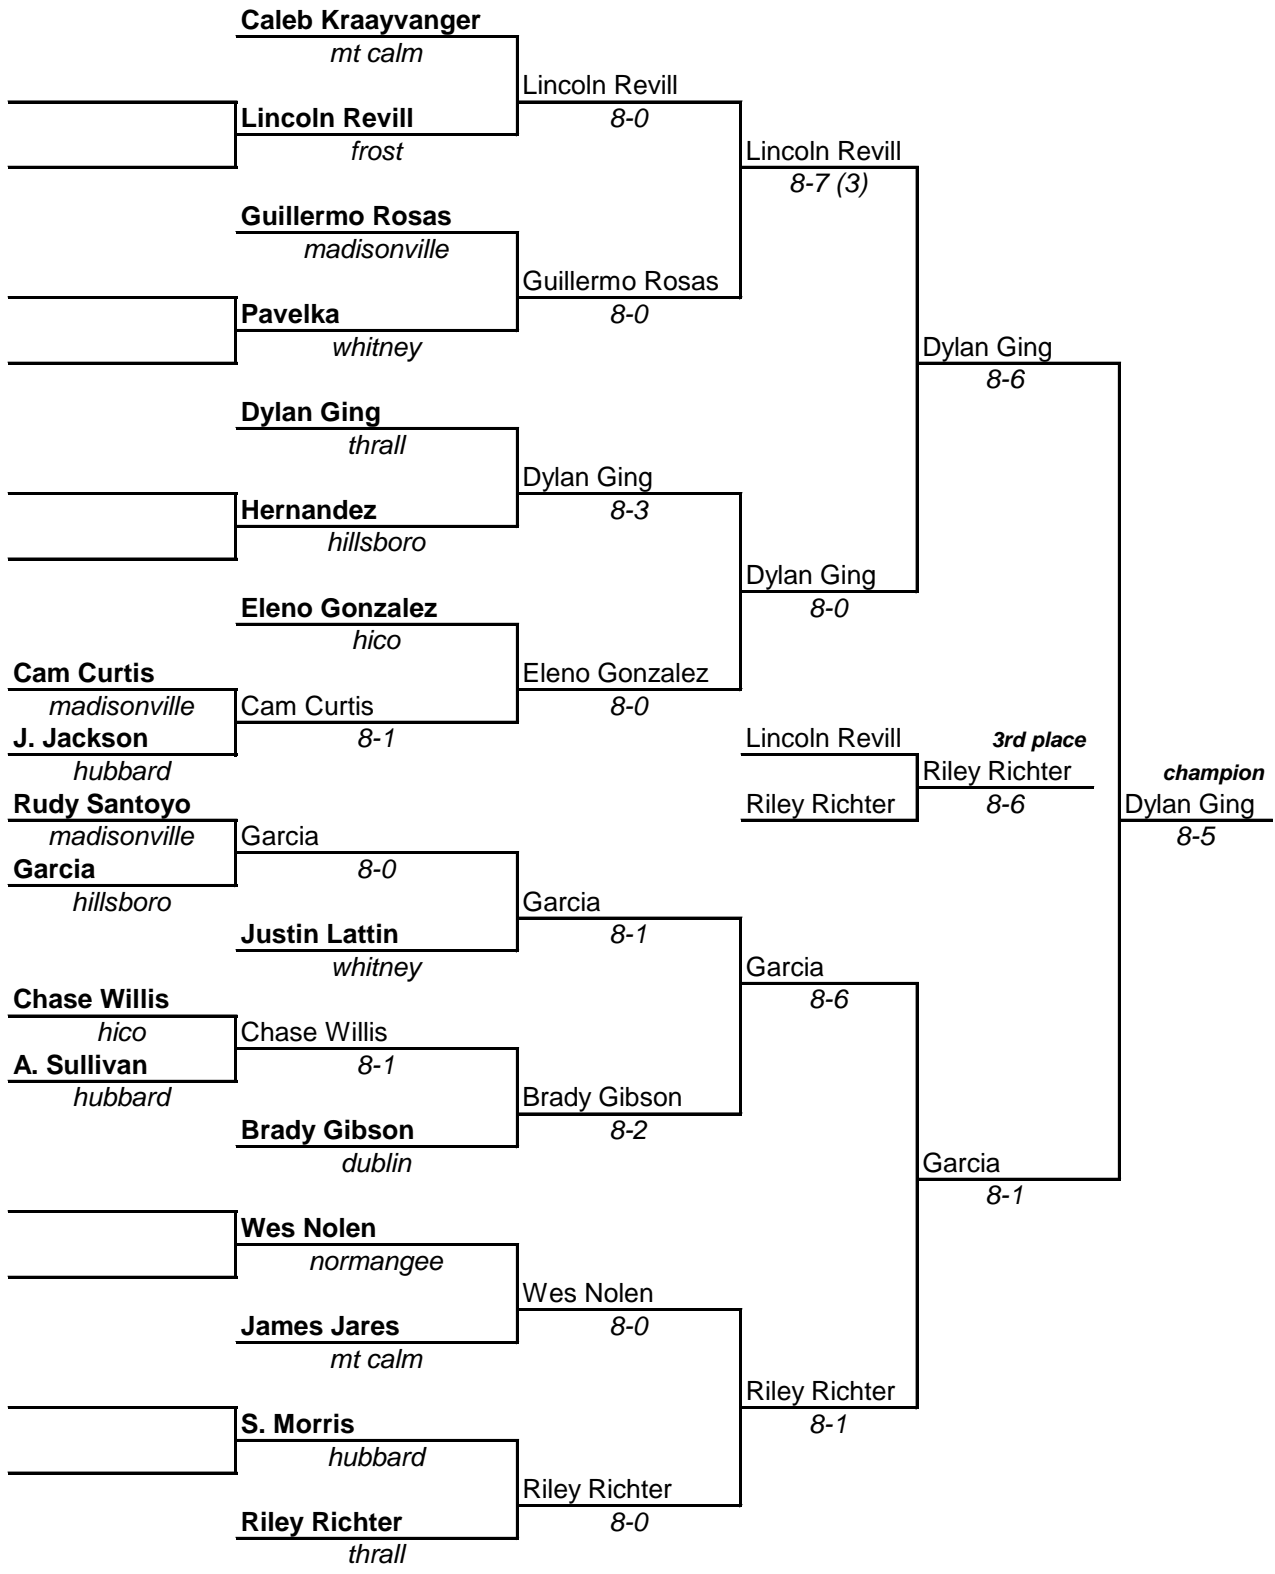 Caleb Kraayvanger
mt calm
Lincoln Revill
8-0
Lincoln Revill
frost
Lincoln Revill
8-7 (3)
Guillermo Rosas
madisonville
Guillermo Rosas
8-0
Pavelka
whitney
Dylan Ging
8-6
Dylan Ging
thrall
Dylan Ging
8-3
Hernandez
hillsboro
Dylan Ging
8-0
Eleno Gonzalez
hico
Cam Curtis
Eleno Gonzalez
madisonville
Cam Curtis
8-0
J. Jackson
8-1
Lincoln Revill
3rd place
hubbard
Riley Richter
champion
Rudy Santoyo
Riley Richter
8-6
Dylan Ging
madisonville
Garcia
8-5
Garcia
8-0
hillsboro
Garcia
Justin Lattin
8-1
whitney
Garcia
Chase Willis
8-6
hico
Chase Willis
A. Sullivan
8-1
hubbard
Brady Gibson
Brady Gibson
8-2
dublin
Garcia
8-1
Wes Nolen
normangee
Wes Nolen
James Jares
8-0
mt calm
Riley Richter
S. Morris
8-1
hubbard
Riley Richter
Riley Richter
8-0
thrall